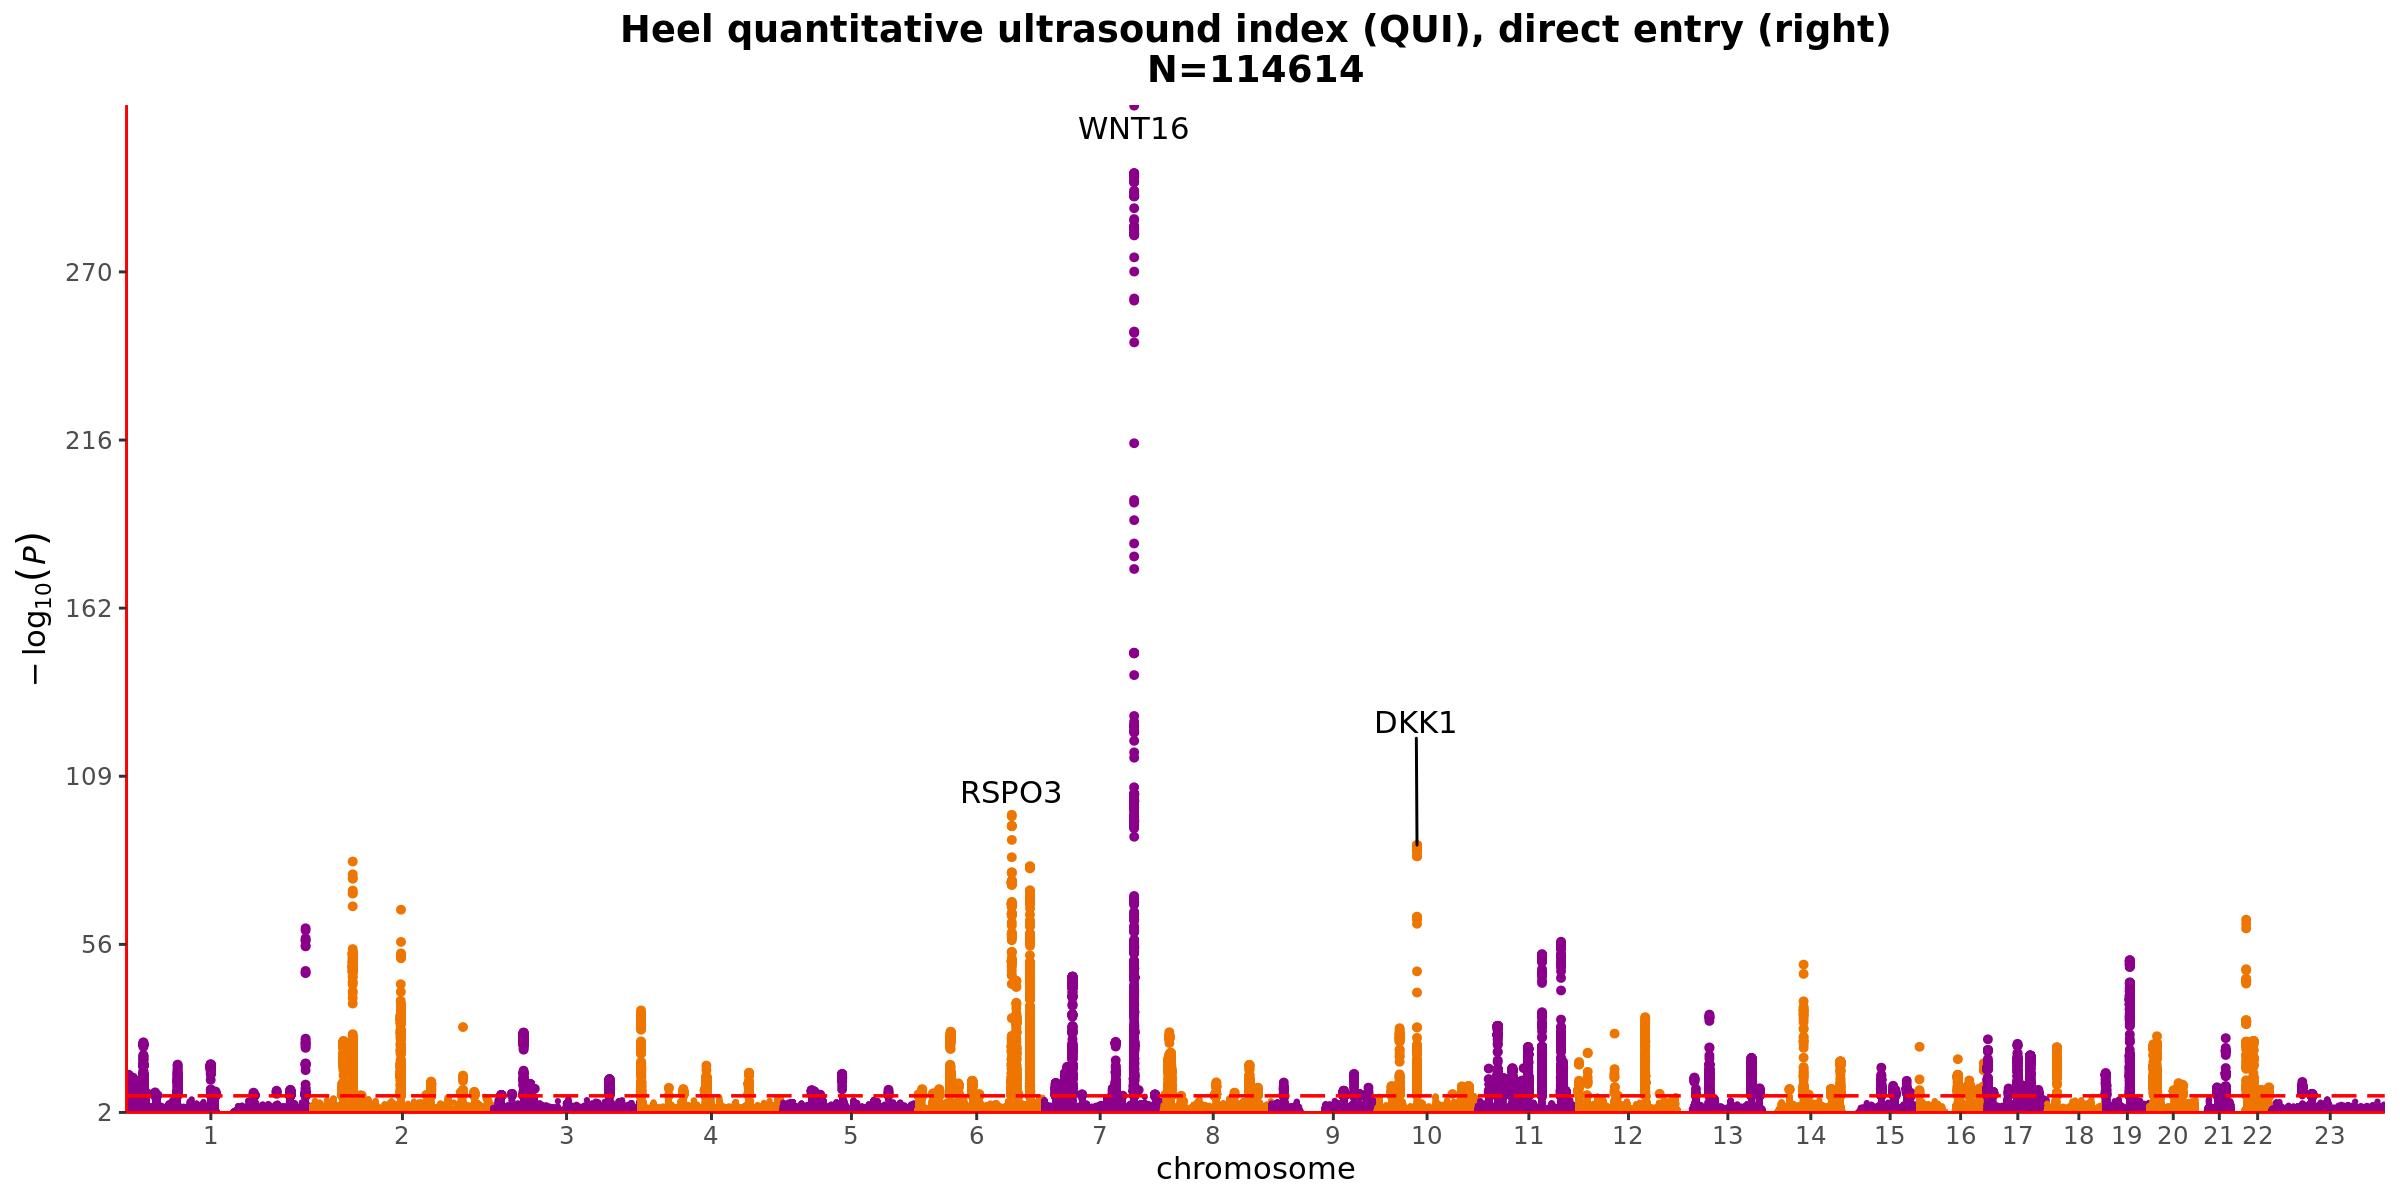 Heel quantitative ultrasound index (QUI), direct entry (right)
N=114614
WNT16
270
216
−log10(P)
162
DKK1
109
RSPO3
56
2
1 2 3 4 5 6 7 8 9 10 11 12 13 14 15 16 17 18 19 20 21 22 23
chromosome